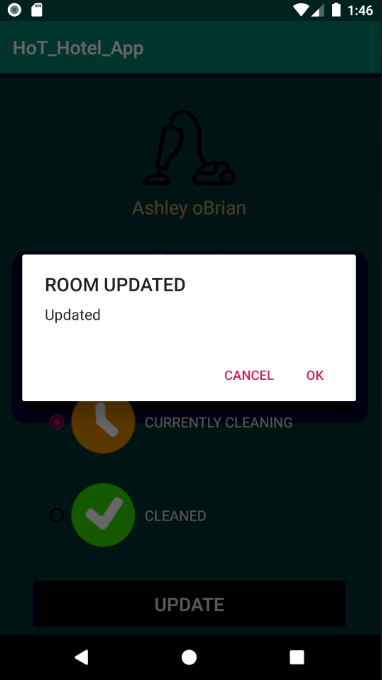 1:46
HoT_Hotel_App
Ashley oBrian
ROOM UPDATED
Updated
CANCEL OK
CURRENTLY CLEANING
CLEANED
UPDATE